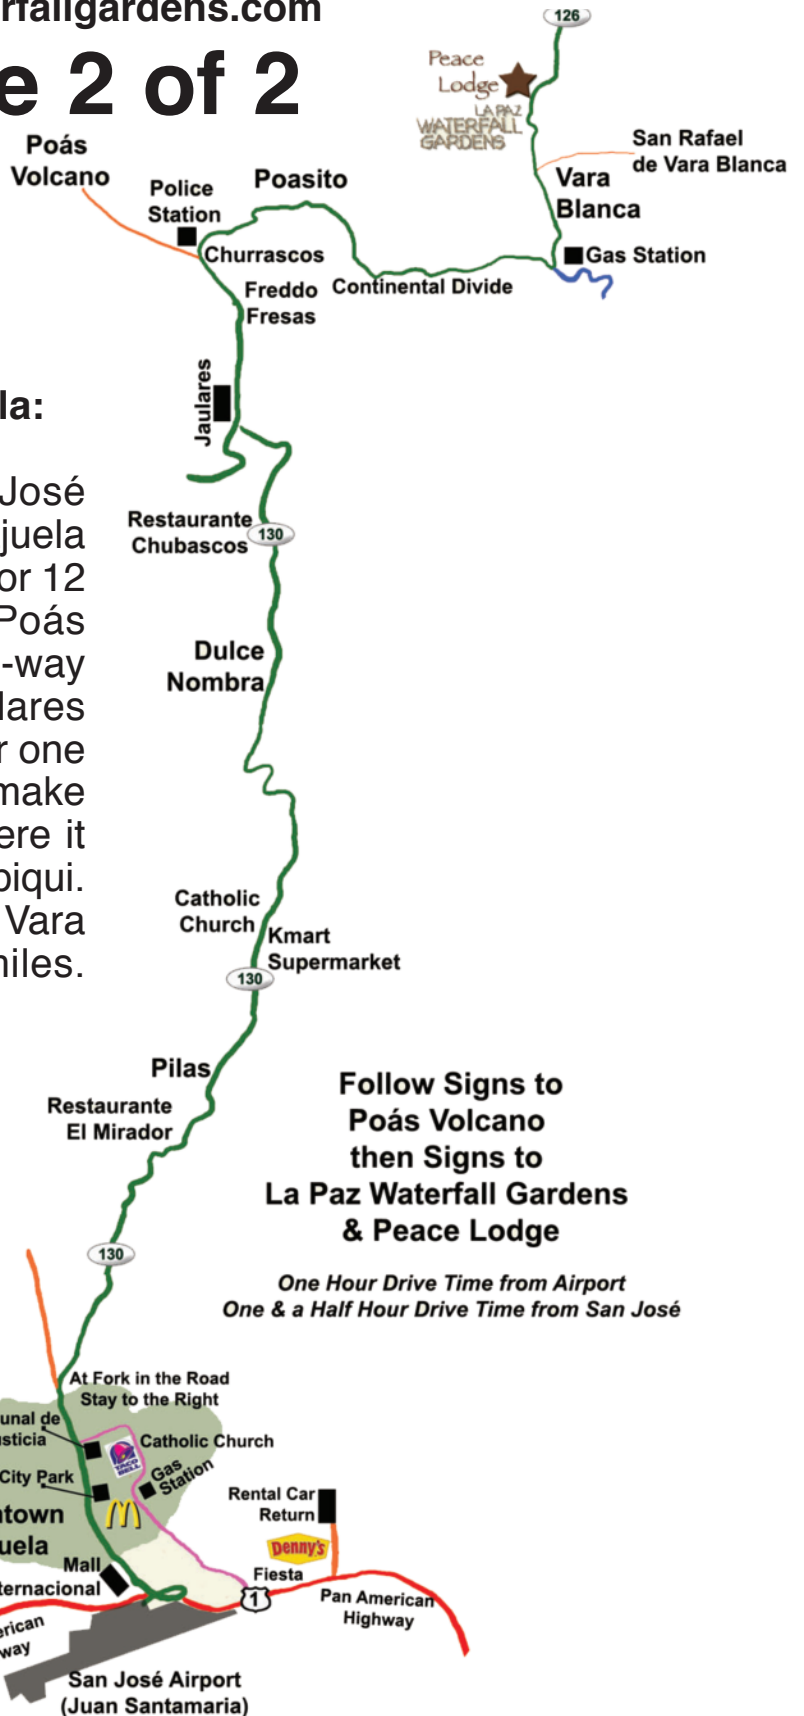 rfallgardens.com
e 2 of 2
126
Peace
Lodge
LA PAZ
WATERFALL
GARDENS
San Rafael
de Vara Blanca
Vara
Blanca
Gas Station
Poás
Volcano
Police
Station
Poasito
Churrascos
Freddo
Fresas
Continental Divide
Jaulares
la:
José
juela
or 12
Poás
-way
lares
r one
make
ere it
piqui.
Vara
niles.
Restaurante
Chubascos
130
Dulce
Nombra
Catholic
Church
Kmart
Supermarket
130
Pilas
Restaurante
El Mirador
Follow Signs to
Poás Volcano
then Signs to
La Paz Waterfall Gardens
& Peace Lodge
130
One Hour Drive Time from Airport
One & a Half Hour Drive Time from San José
At Fork in the Road
Stay to the Right
unal de
sticia
Catholic Church
TACO
BELL
City Park
Gas
Station
ntown
uela
Rental Car
Return
Denny's
Mall
ternacional
Fiesta
1
Pan American
Highway
erican
way
San José Airport
(Juan Santamaria)